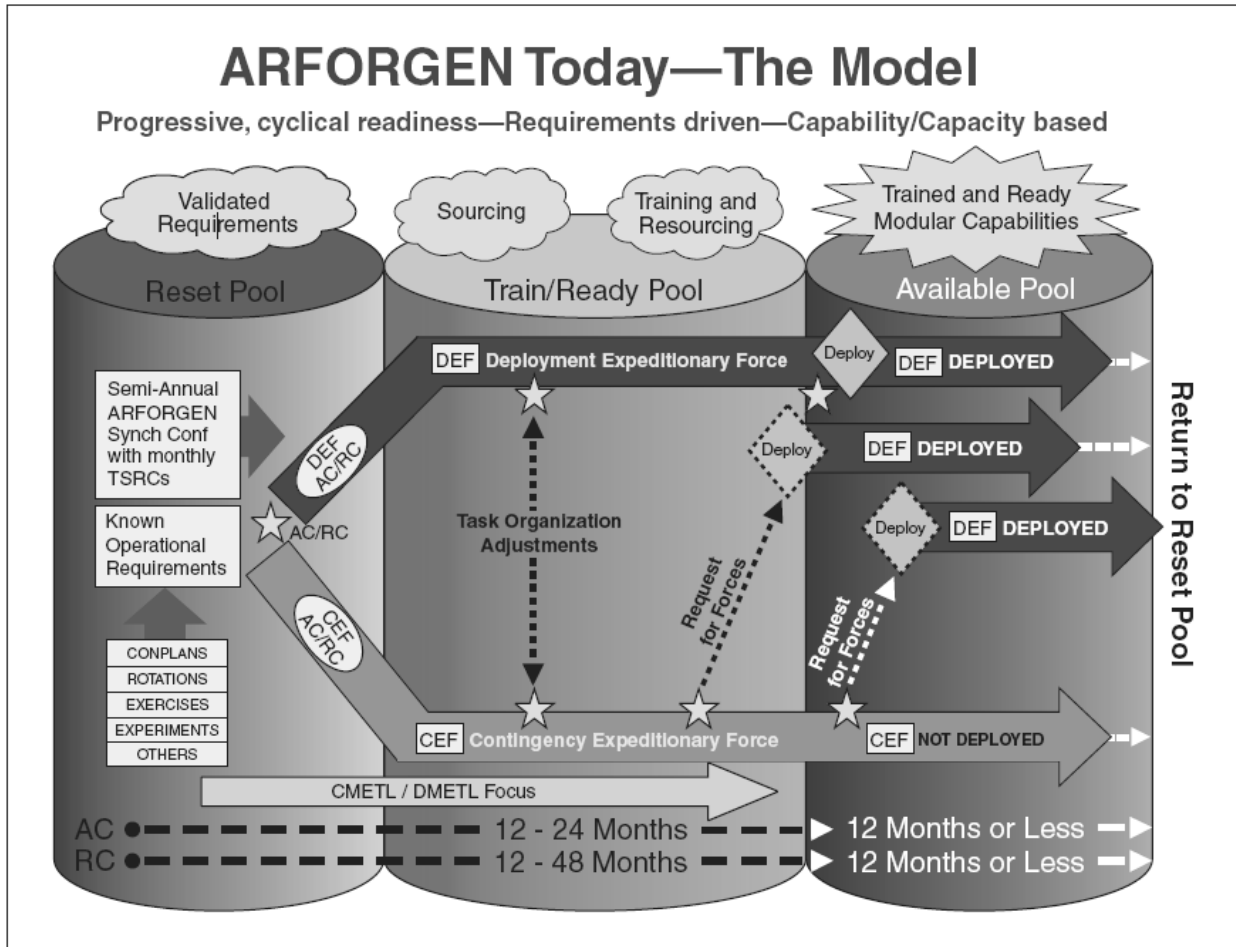 ARFORGEN Today—The Model
Progressive, cyclical readiness—Requirements driven—Capability/Capacity based
Validated
Requirements
Sourcing
Training and
Resourcing
Trained and Ready
Modular Capabilities
Reset Pool
Train/Ready Pool
Available Pool
Semi-Annual
ARFORGEN
Synch Conf
with monthly
TSRCs
Known
Operational
Requirements
CONPLANS
ROTATIONS
EXERCISES
EXPERIMENTS
OTHERS
AC/RC
DEF
AC/RC
CEF
AC/RC
DEF Deployment Expeditionary Force
Deploy
DEF DEPLOYED
Deploy
DEF DEPLOYED
Deploy
DEF DEPLOYED
Task Organization
Adjustments
Request
for Forces
Request
for Forces
CEF Contingency Expeditionary Force
CEF NOT DEPLOYED
Return to Reset Pool
CMETL / DMETL Focus
AC 12 - 24 Months 12 Months or Less
RC 12 - 48 Months 12 Months or Less